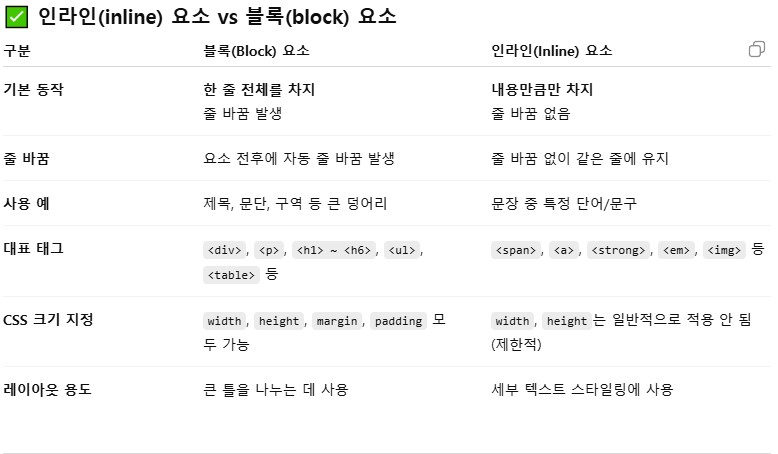 ✅ 인라인(inline) 요소 vs 블록(block) 요소
구분 블록(Block) 요소 인라인(Inline) 요소
기본 동작 한 줄 전체를 차지 내용만큼만 차지
줄 바꿈 발생 줄 바꿈 없음
줄 바꿈 요소 전후에 자동 줄 바꿈 발생 줄 바꿈 없이 같은 줄에 유지
사용 예 제목, 문단, 구역 등 큰 덩어리 문장 중 특정 단어/문구
대표 태그 <div>, <p>, <h1> ~ <h6>, <ul>, <span>, <a>, <strong>, <em>, <img> 등
<table> 등
CSS 크기 지정 width, height, margin, padding 모 width, height는 일반적으로 적용 안 됨
두 가능 (제한적)
레이아웃 용도 큰 틀을 나누는 데 사용 세부 텍스트 스타일링에 사용